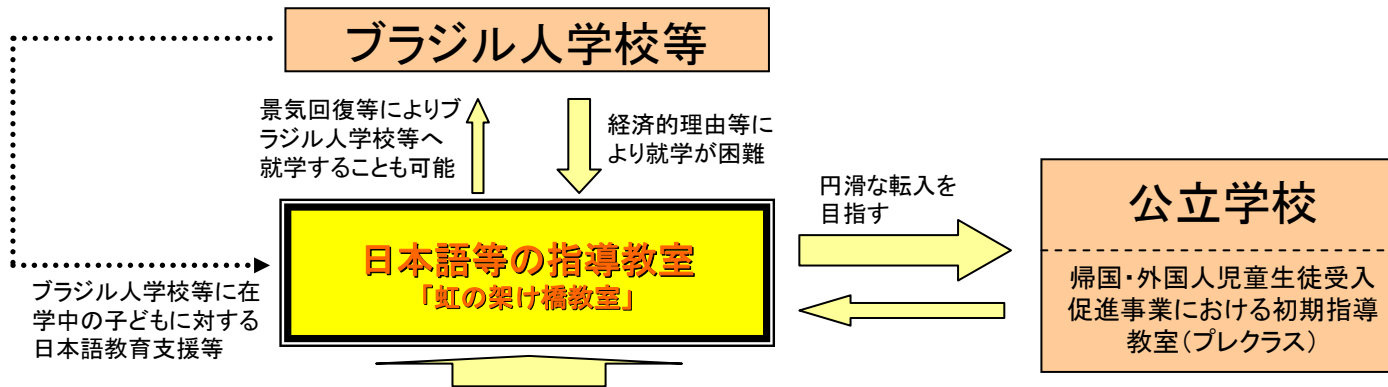 ブラジル人学校等
景気回復等によりブ
ラジル人学校等へ
就学することも可能
経済的理由等に
より就学が困難
円滑な転入を
目指す
公立学校
帰国・外国人児童生徒受入
促進事業における初期指導
教室(プレクラス)
日本語等の指導教室
「虹の架け橋教室」
ブラジル人学校等に在
学中の子どもに対する
日本語教育支援等